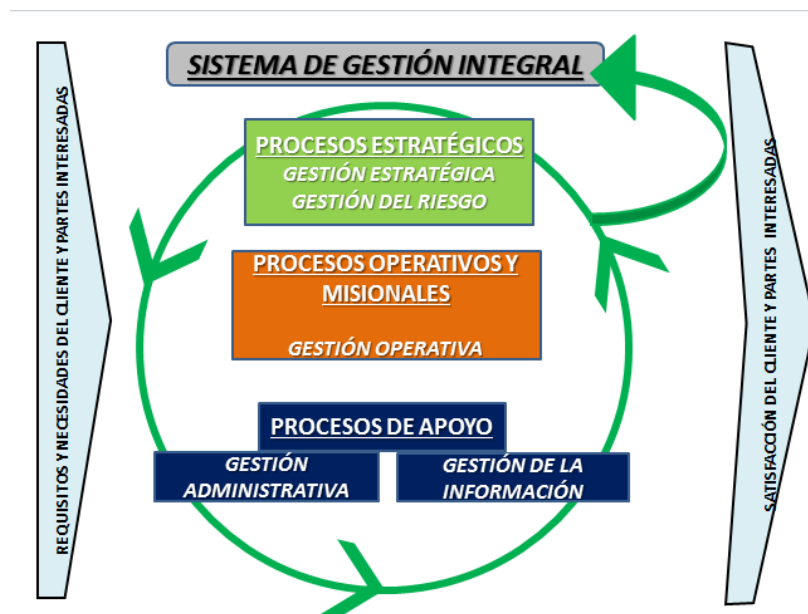 SISTEMA DE GESTIÓN INTEGRAL
REQUISITOS Y NECESIDADES DEL CLIENTE Y PARTES INTERESADAS
PROCESOS ESTRATÉGICOS
GESTIÓN ESTRATÉGICA
GESTIÓN DEL RIESGO
PROCESOS OPERATIVOS Y
MISIONALES
GESTIÓN OPERATIVA
PROCESOS DE APOYO
GESTIÓN
ADMINISTRATIVA
GESTIÓN DE LA
INFORMACIÓN
SATISFACCIÓN DEL CLIENTE Y PARTES INTERESADAS